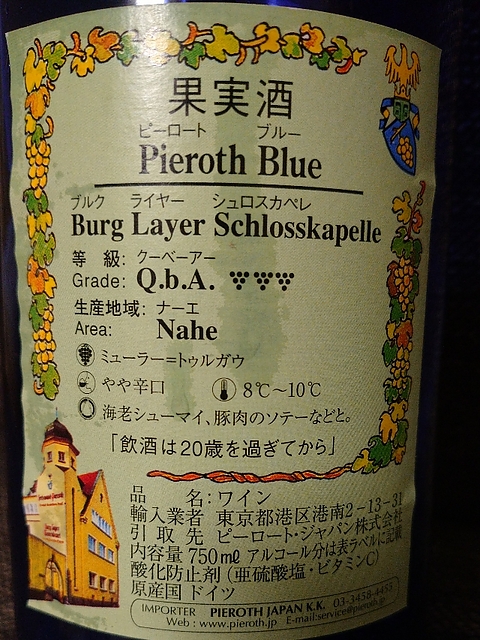 果実酒
ピーロート ブルー
Pieroth Blue
ブルク ライヤー シュロスカペレ
Burg Layer Schlosskapelle
等 級: クーベーアー
Grade: Q.b.A.
生産地域: ナーエ
Area: Nahe
ミューラー=トゥルガウ
やや辛口 8℃〜10℃
海老シューマイ、豚肉のソテーなどと。
「飲酒は20歳を過ぎてから」
品 名: ワイン
輸入業者 東京都港区港南2-13-31
引 取 先 ピーロート・ジャパン株式会社
内容量 750mℓ アルコール分は表ラベルに記載
酸化防止剤 (亜硫酸塩・ビタミンC)
原産国 ドイツ
IMPORTER PIEROTH JAPAN K.K. 03-3458-4455
Web : www.pieroth.jp E-mail:service@pieroth.jp